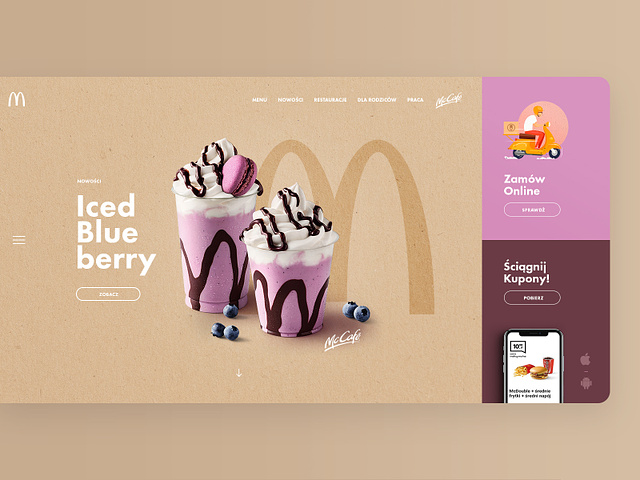 MENU NOWOŚCI RESTAURACJE DLA RODZICÓW PRACA McCafé
NOWOŚCI
Iced
Blue
berry
ZOBACZ
McCafé
Zamów
Online
SPRAWDŹ
Ściągnij
Kupony!
POBIERZ
McDouble + średnie
frytki + średni napój